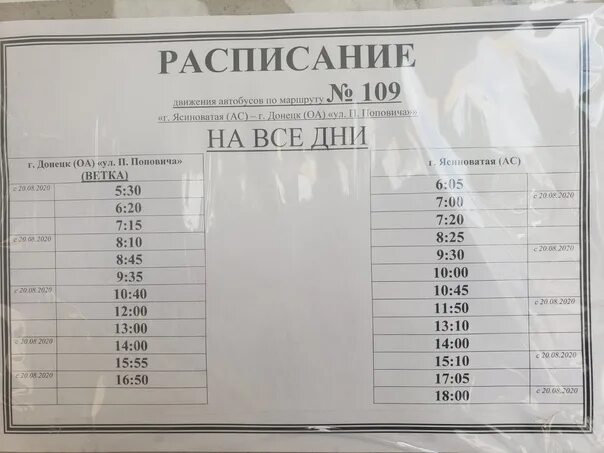 РАСПИСАНИЕ
движения автобусов по маршруту № 109
«г. Ясиноватая (АС) – г. Донецк (ОА) «ул. П. Поповича»»
НА ВСЕ ДНИ
г. Донецк (ОА) «ул. П. Поповича»
(ВЕТКА)
с 20.08.2020 5:30
6:20
7:15
с 20.08.2020 8:10
8:45
9:35
с 20.08.2020 10:40
12:00
13:00
с 20.08.2020 14:00
15:55
с 20.08.2020 16:50
г. Ясиноватая (АС)
6:05
7:00 с 20.08.2020
7:20
8:25
9:30 с 20.08.2020
10:00
10:45
11:50 с 20.08.2020
13:10
14:00
15:10 с 20.08.2020
17:05
18:00 с 20.08.2020